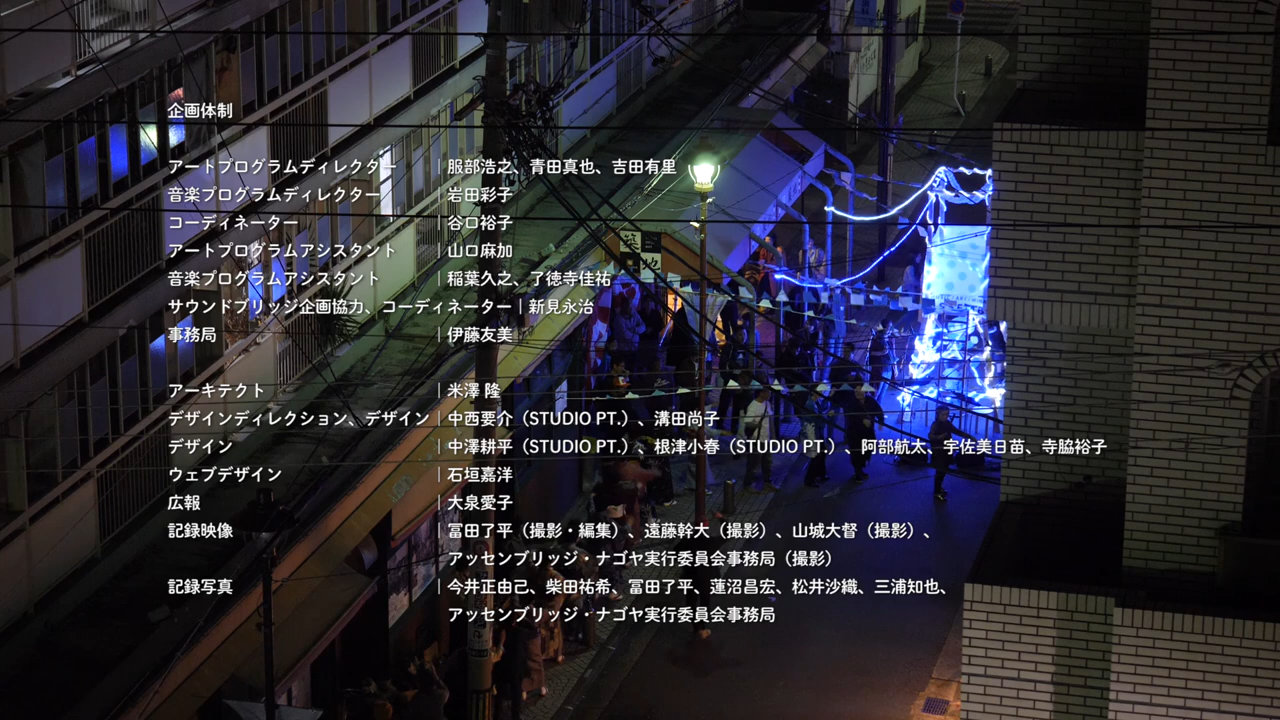 企画体制
アートプログラムディレクター｜服部浩之、青田真也、吉田有里
音楽プログラムディレクター｜岩田彩子
コーディネーター｜谷口裕子
アートプログラムアシスタント｜山口麻加
音楽プログラムアシスタント｜稲葉久之、了徳寺佳祐
サウンドブリッジ企画協力、コーディネーター｜新見永治
事務局｜伊藤友美
アーキテクト｜米澤 隆
デザインディレクション、デザイン｜中西要介（STUDIO PT.）、溝田尚子
デザイン｜中澤耕平（STUDIO PT.）、根津小春（STUDIO PT.）、阿部航太、宇佐美日苗、寺脇裕子
ウェブデザイン｜石垣嘉洋
広報｜大泉愛子
記録映像｜冨田了平（撮影・編集）、遠藤幹大（撮影）、山城大督（撮影）、
アッセンブリッジ・ナゴヤ実行委員会事務局（撮影）
記録写真｜今井正由己、柴田祐希、冨田了平、蓮沼昌宏、松井沙織、三浦知也、
アッセンブリッジ・ナゴヤ実行委員会事務局
築
地